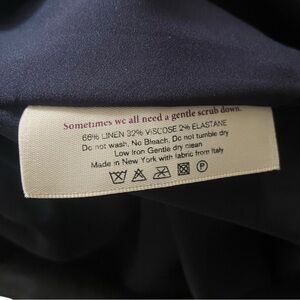 Sometimes we all need a gentle scrub down.
66% LINEN 32% VISCOSE 2% ELASTANE
Do not wash. No Bleach. Do not tumble dry
Low Iron Gentle dry clean
Made in New York with fabric from Italy
P